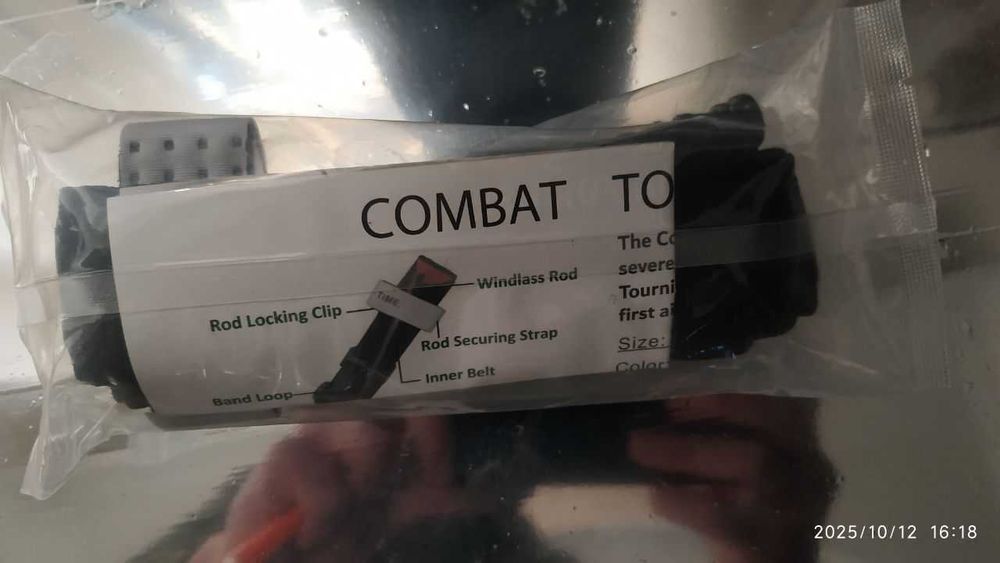 COMBAT TO
The Co
severe
Tourni
first a
Size:
Color:
Windlass Rod
TIME
Rod Locking Clip
Rod Securing Strap
Inner Belt
Band Loop
2025/10/12 16:18